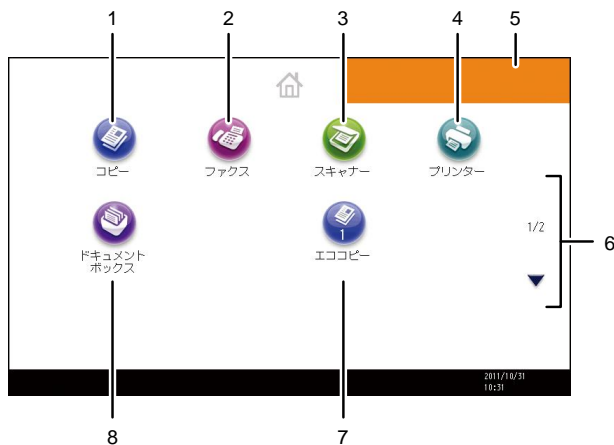 1
2
3
4
5
コピー
ファクス
スキャナー
プリンター
1/2
6
1
ドキュメント
ボックス
エココピー
2011/10/31
10:31
8
7